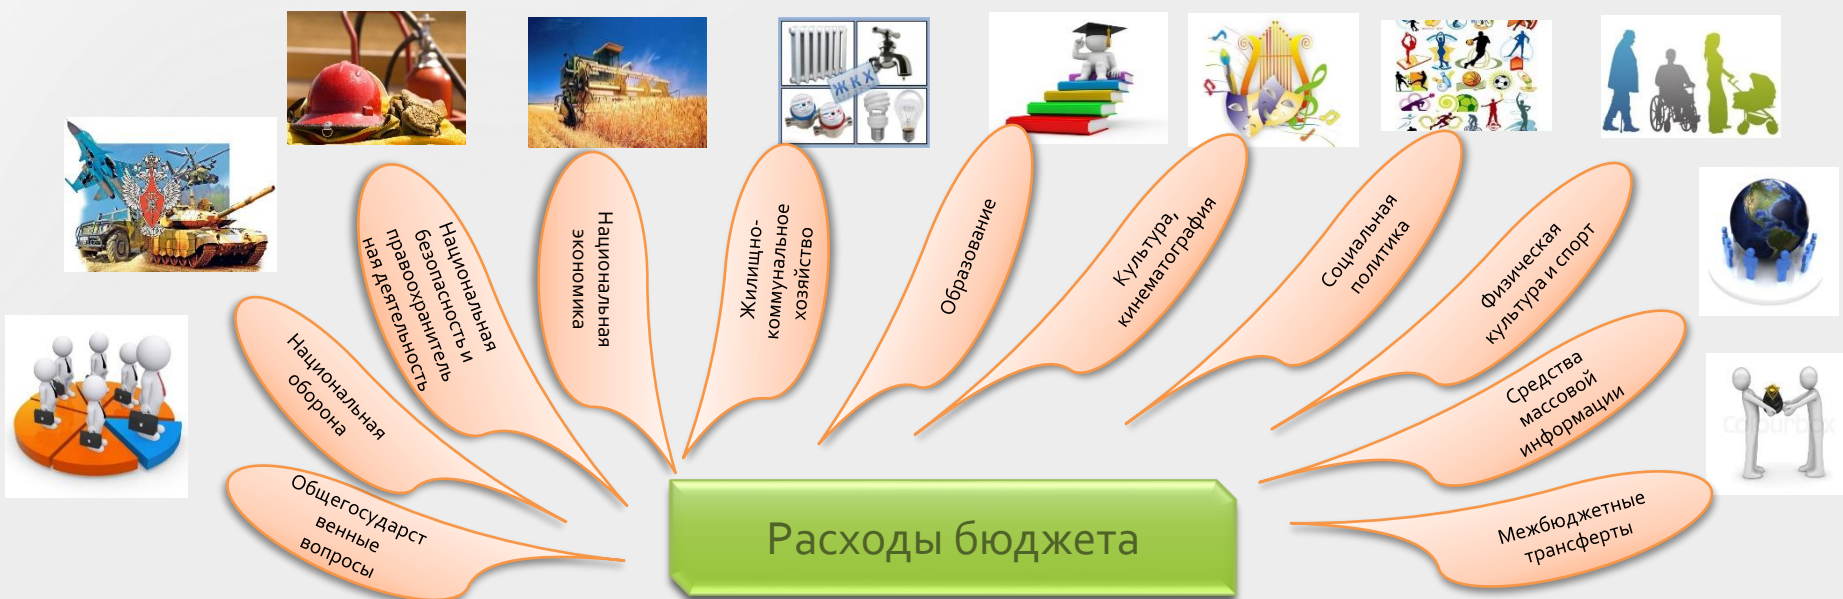 ЖКХ
Общегосударст
венные
вопросы
Национальная
оборона
Национальная
безопасность и
правоохранитель
ная деятельность
Национальная
экономика
Жилищно-
коммунальное
хозяйство
Образование
Культура,
кинематография
Социальная
политика
Физическая
культура и спорт
Средства
массовой
информации
Межбюджетные
трансферты
Расходы бюджета